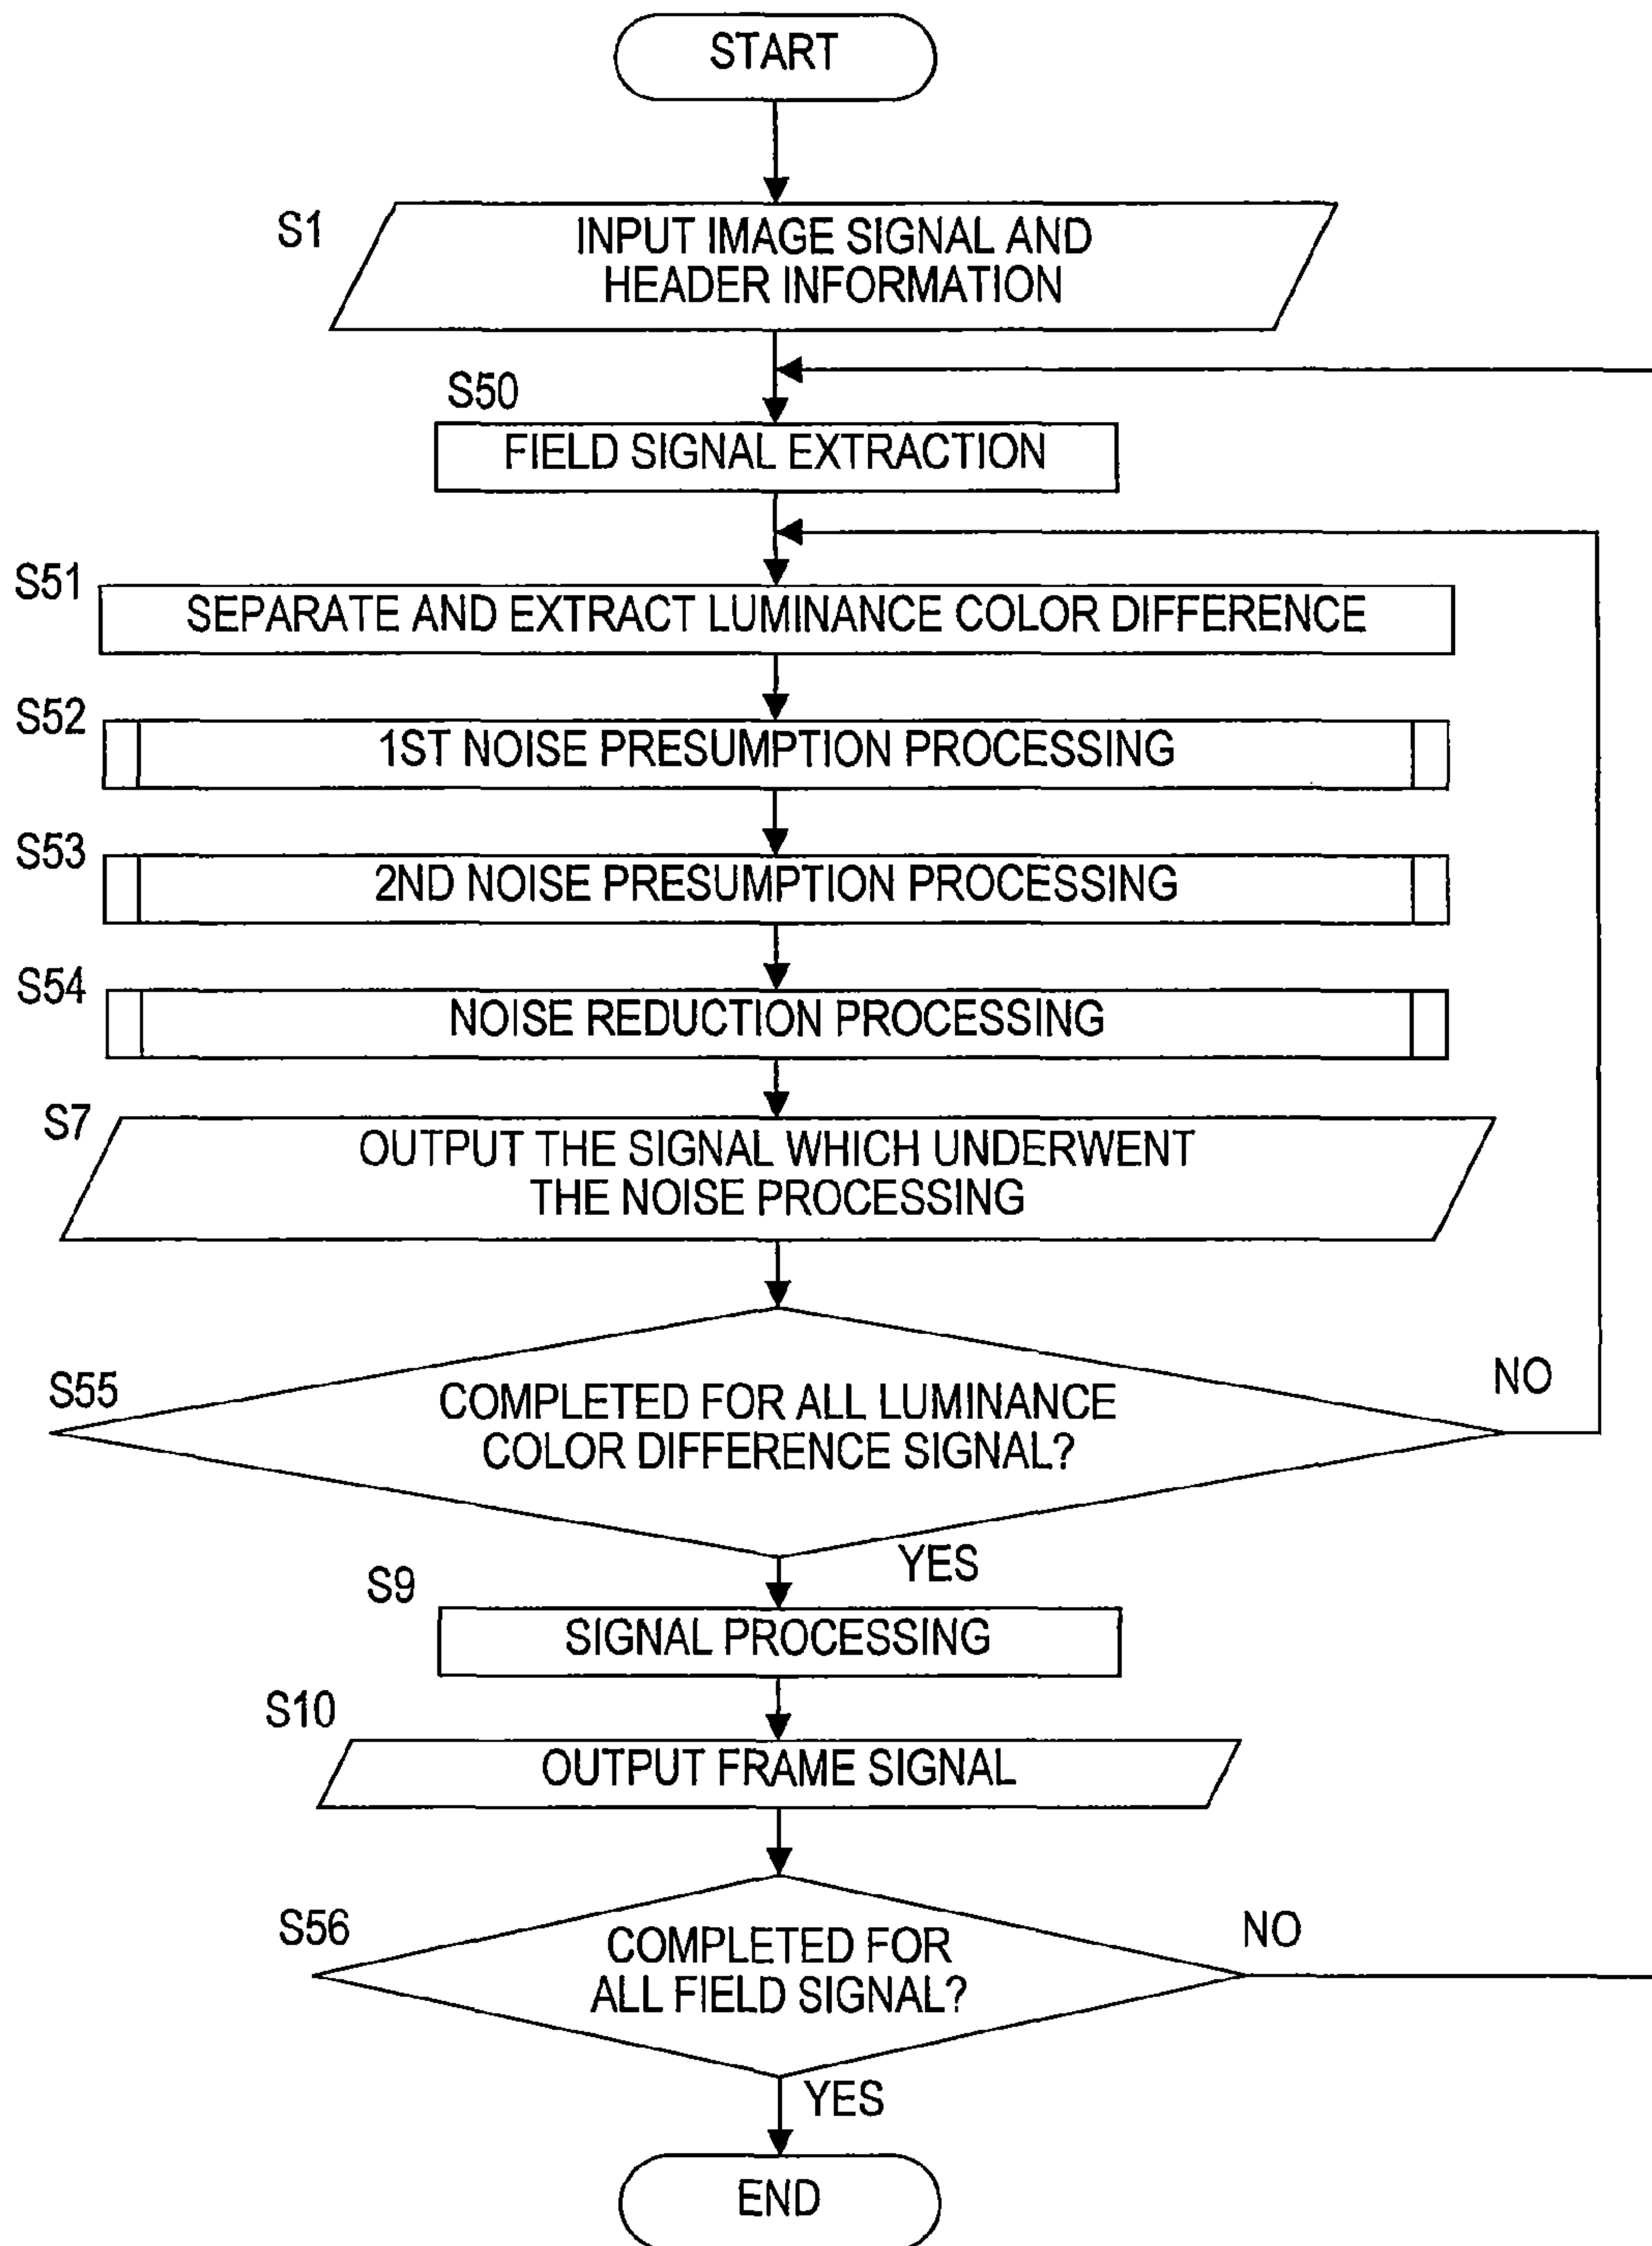 START
S1
INPUT IMAGE SIGNAL AND
HEADER INFORMATION
S50
FIELD SIGNAL EXTRACTION
S51
SEPARATE AND EXTRACT LUMINANCE COLOR DIFFERENCE
S52
1ST NOISE PRESUMPTION PROCESSING
S53
2ND NOISE PRESUMPTION PROCESSING
S54
NOISE REDUCTION PROCESSING
S7
OUTPUT THE SIGNAL WHICH UNDERWENT
THE NOISE PROCESSING
S55
COMPLETED FOR ALL LUMINANCE
COLOR DIFFERENCE SIGNAL?
NO
YES
S9
SIGNAL PROCESSING
S10
OUTPUT FRAME SIGNAL
S56
COMPLETED FOR
ALL FIELD SIGNAL?
NO
YES
END